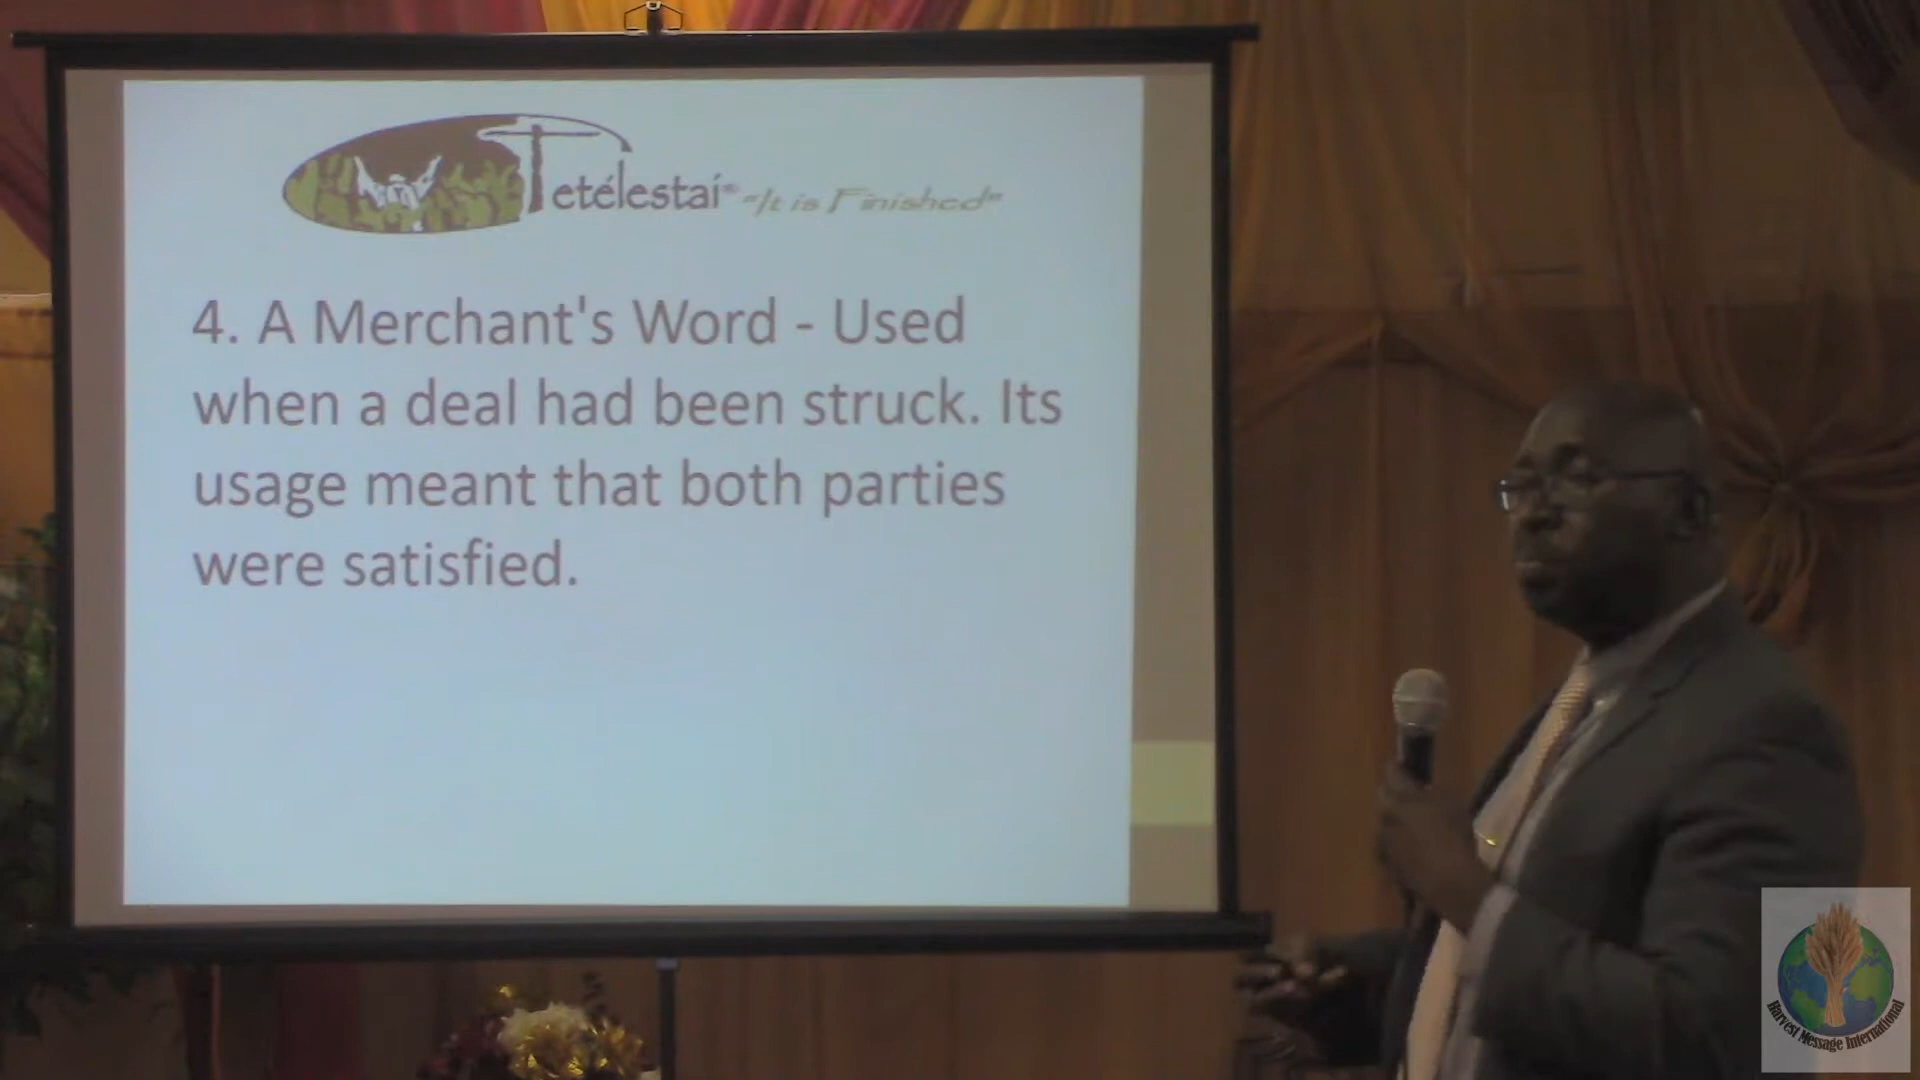 Tetélestaí® "It is Finished"
4. A Merchant's Word - Used
when a deal had been struck. Its
usage meant that both parties
were satisfied.
Harvest Message International